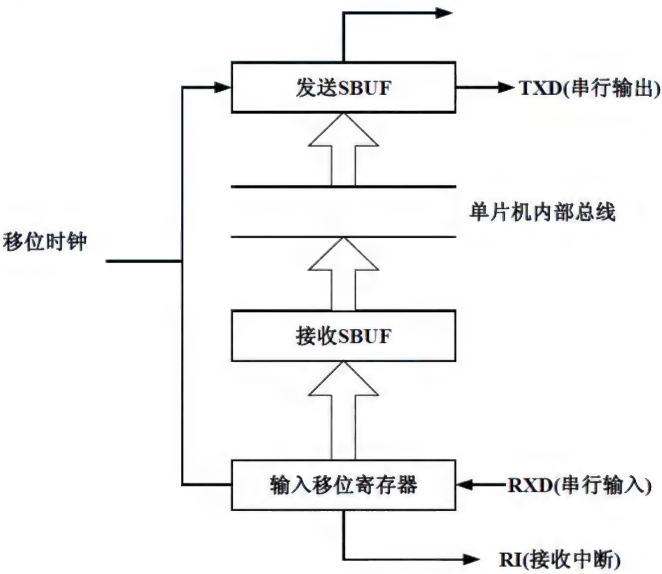 发送SBUF
TXD(串行输出)
单片机内部总线
移位时钟
接收SBUF
输入移位寄存器
RXD(串行输入)
RI(接收中断)